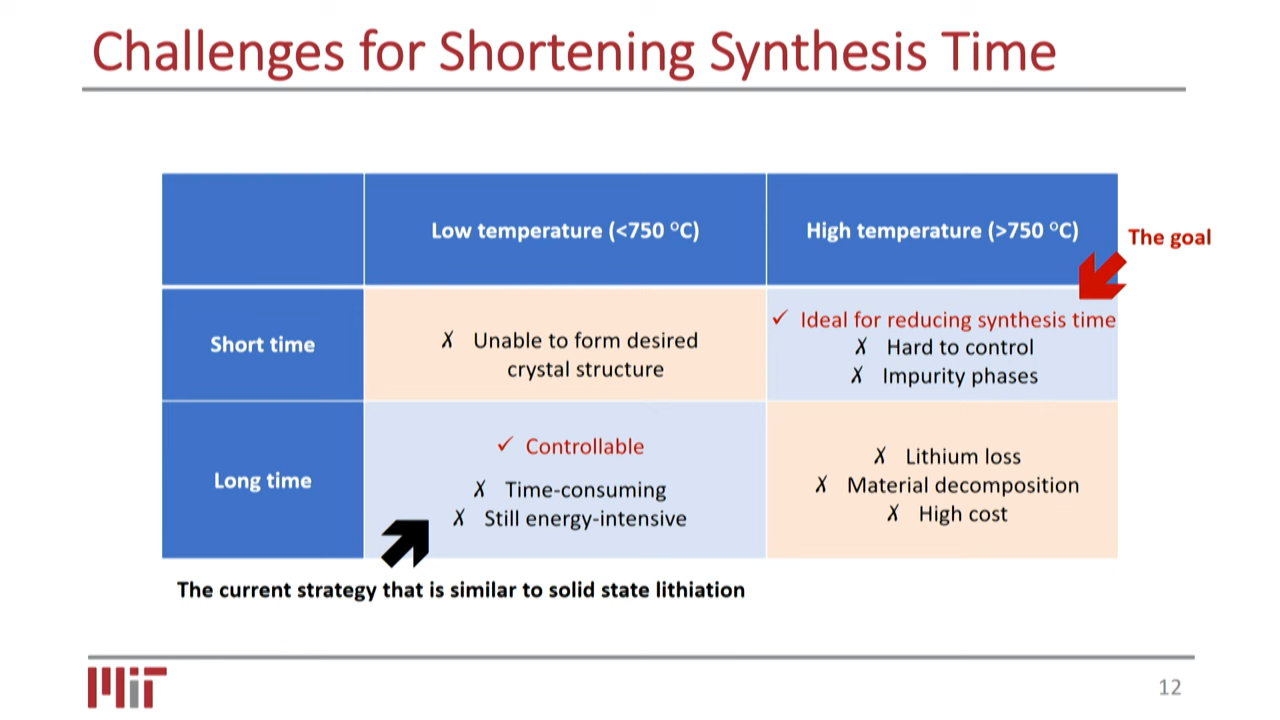 Challenges for Shortening Synthesis Time
Low temperature (<750 °C)
High temperature (>750 °C)
The goal
Short time
✗ Unable to form desired
crystal structure
✓ Ideal for reducing synthesis time
✗ Hard to control
✗ Impurity phases
Long time
✓ Controllable
✗ Time-consuming
✗ Still energy-intensive
✗ Lithium loss
✗ Material decomposition
✗ High cost
The current strategy that is similar to solid state lithiation
MIT
12